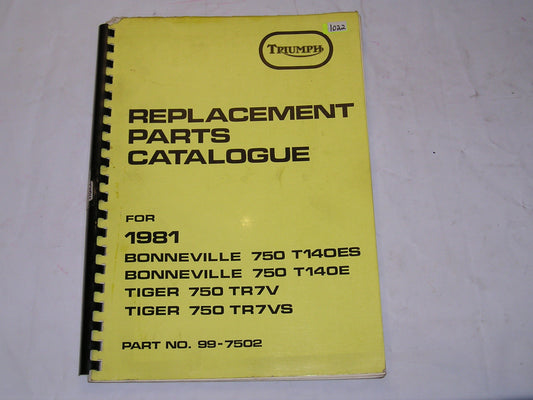 1022
TRIUMPH
REPLACEMENT
PARTS
CATALOGUE
FOR
1981
BONNEVILLE 750 T140ES
BONNEVILLE 750 T140E
TIGER 750 TR7V
TIGER 750 TR7VS
PART NO. 99-7502